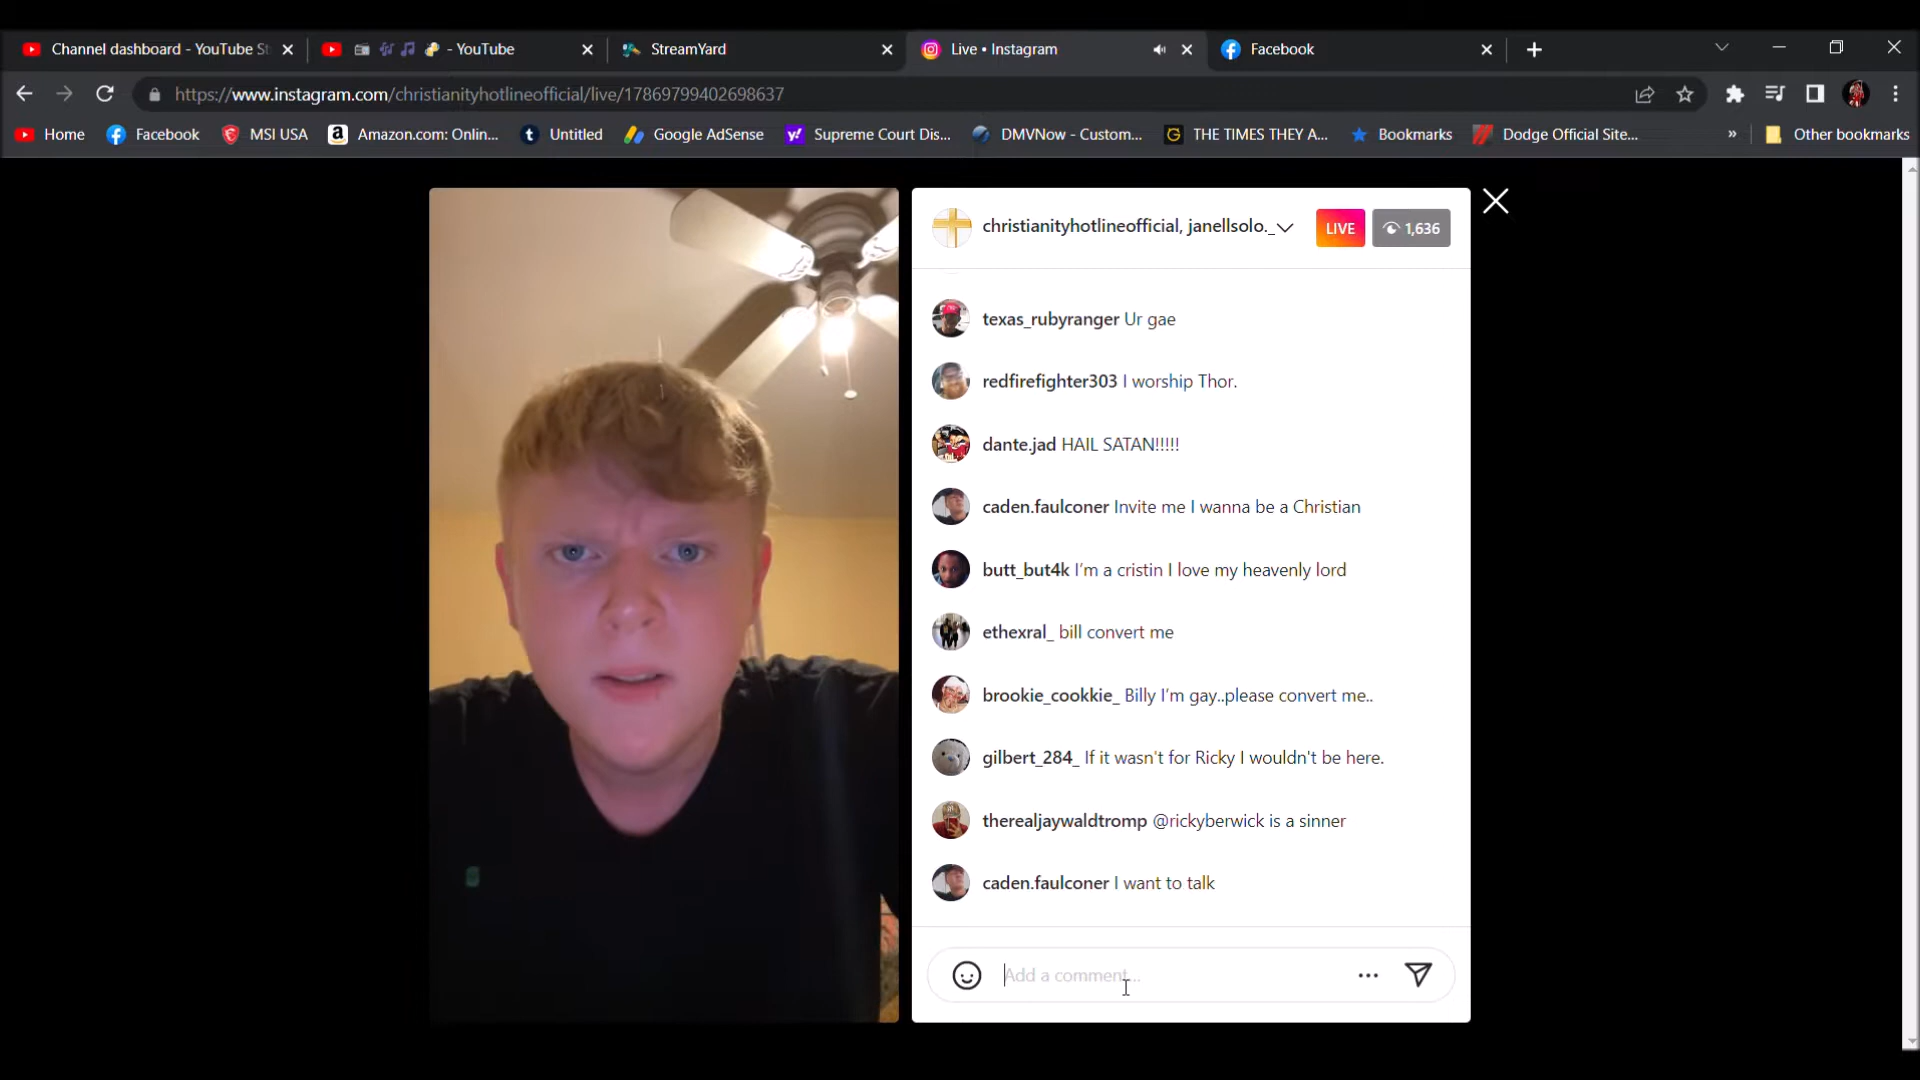 Channel dashboard - YouTube St
- YouTube
StreamYard
Live • Instagram
Facebook
https://www.instagram.com/christianityhotlineofficial/live/17869799402698637
Home
Facebook
MSI USA
Amazon.com: Onlin...
Untitled
Google AdSense
Supreme Court Dis...
DMVNow - Custom...
THE TIMES THEY A...
Bookmarks
Dodge Official Site...
»
Other bookmarks
christianityhotlineofficial, janellsolo._
LIVE
1,636
texas_rubyranger Ur gae
redfirefighter303 I worship Thor.
dante.jad HAIL SATAN!!!!!
caden.faulconer Invite me I wanna be a Christian
butt_but4k I'm a cristin I love my heavenly lord
ethexral_ bill convert me
brookie_cookkie_ Billy I'm gay..please convert me..
gilbert_284_ If it wasn't for Ricky I wouldn't be here.
therealjaywaldtromp @rickyberwick is a sinner
caden.faulconer I want to talk
Add a comment...